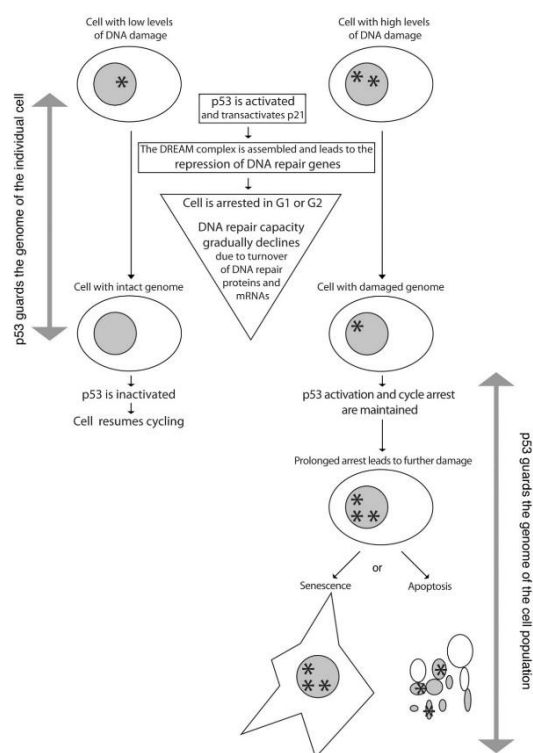 Cell with low levels
of DNA damage
Cell with high levels
of DNA damage
p53 is activated
and transactivates p21
The DREAM complex is assembled and leads to the
repression of DNA repair genes
Cell is arrested in G1 or G2
DNA repair capacity
gradually declines
due to turnover
of DNA repair
proteins and
mRNAs
p53 guards the genome of the individual cell
Cell with intact genome
Cell with damaged genome
p53 is inactivated
Cell resumes cycling
p53 activation and cycle arrest
are maintained
Prolonged arrest leads to further damage
or
Senescence
Apoptosis
p53 guards the genome of the cell population